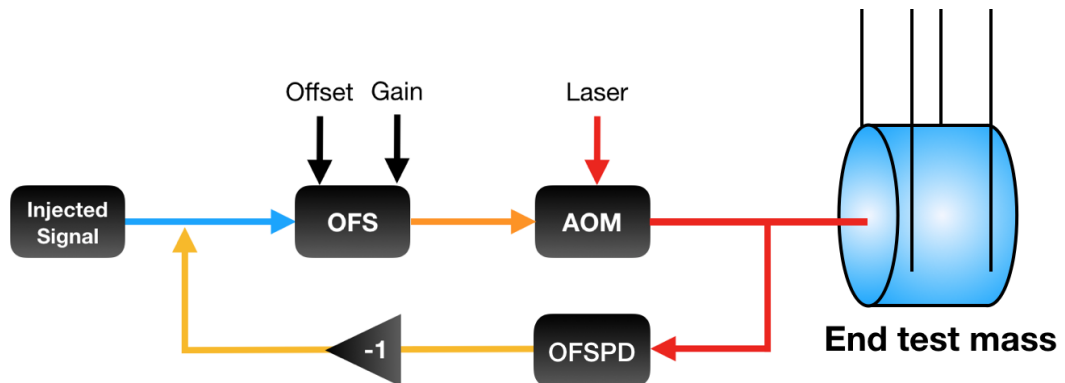 Offset Gain Laser
Injected
Signal
OFS
AOM
-1
OFSPD
End test mass